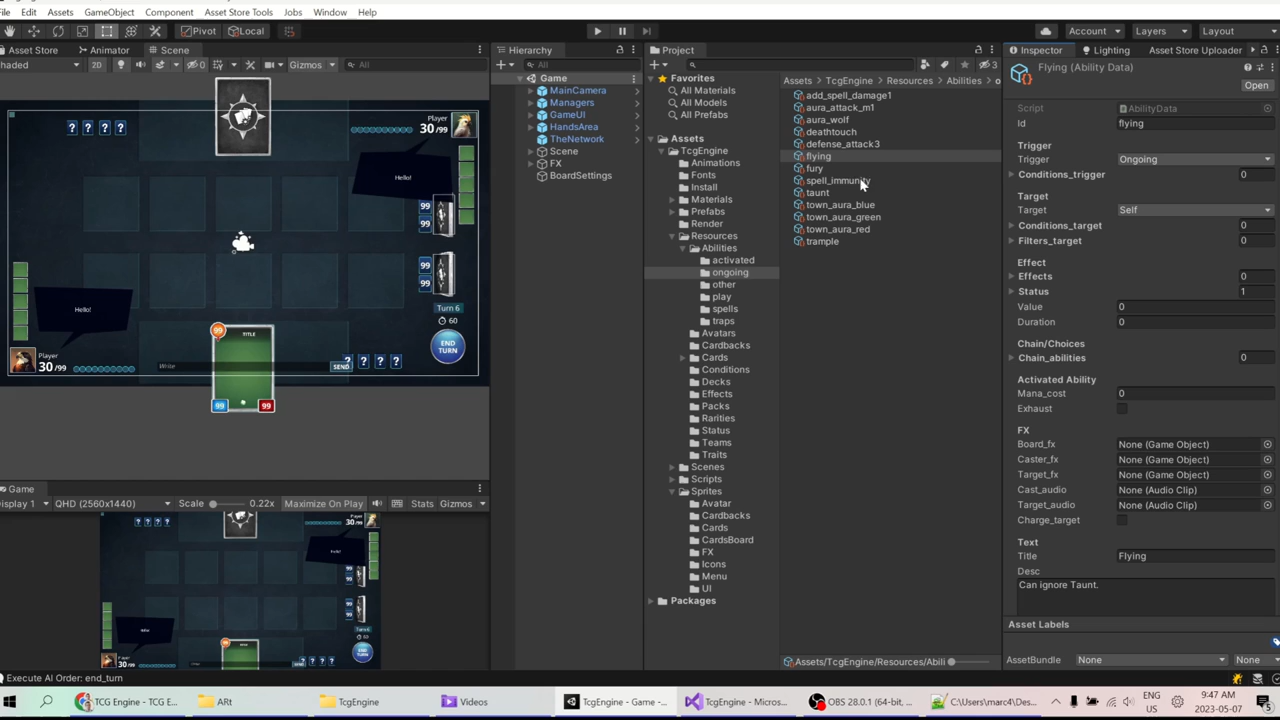 File Edit Assets GameObject Component Asset Store Tools Jobs Window Help
Pivot Local Account Layers Layout
Asset Store Animator Scene
haded 2D 0 Gizmos All
Player
30/99
Hello!
? ? ? ?
99
99
99
99
Turn 6
60
END
TURN
99
TITLE
Hello!
Player
30/99
Write
SEND
? ? ? ?
99 99
Game
Display 1 QHD (2560x1440) Scale 0.22x Maximize On Play Stats Gizmos
Hierarchy
All
Game
MainCamera
Managers
GameUI
HandsArea
TheNetwork
Scene
FX
BoardSettings
Project
3
Favorites
All Materials
All Models
All Prefabs
Assets
TcgEngine
Animations
Fonts
Install
Materials
Prefabs
Render
Resources
Abilities
activated
ongoing
other
play
spells
traps
Avatars
Cardbacks
Cards
Conditions
Decks
Effects
Packs
Rarities
Status
Teams
Traits
Scenes
Scripts
Sprites
Avatar
Cardbacks
Cards
CardsBoard
FX
Icons
Menu
UI
Packages
Assets TcgEngine Resources Abilities o
add_spell_damage1
aura_attack_m1
aura_wolf
deathtouch
defense_attack3
flying
fury
spell_immunity
taunt
town_aura_blue
town_aura_green
town_aura_red
trample
Assets/TcgEngine/Resources/Abili
Inspector Lighting Asset Store Uploader
Flying (Ability Data)
Open
Script AbilityData
Id flying
Trigger
Trigger Ongoing
Conditions_trigger 0
Target
Target Self
Conditions_target 0
Filters_target 0
Effect
Effects 0
Status 1
Value 0
Duration 0
Chain/Choices
Chain_abilities 0
Activated Ability
Mana_cost 0
Exhaust
FX
Board_fx None (Game Object)
Caster_fx None (Game Object)
Target_fx None (Game Object)
Cast_audio None (Audio Clip)
Target_audio None (Audio Clip)
Charge_target
Text
Title Flying
Desc
Can ignore Taunt.
Asset Labels
AssetBundle None None
Execute AI Order: end_turn
TCG Engine - TCG E... ARt TcgEngine Videos TcgEngine - Game -... TcgEngine - Micros... OBS 28.0.1 (64-bit, ... C:\Users\marc4\Des...
ENG
US
9:47 AM
2023-05-07